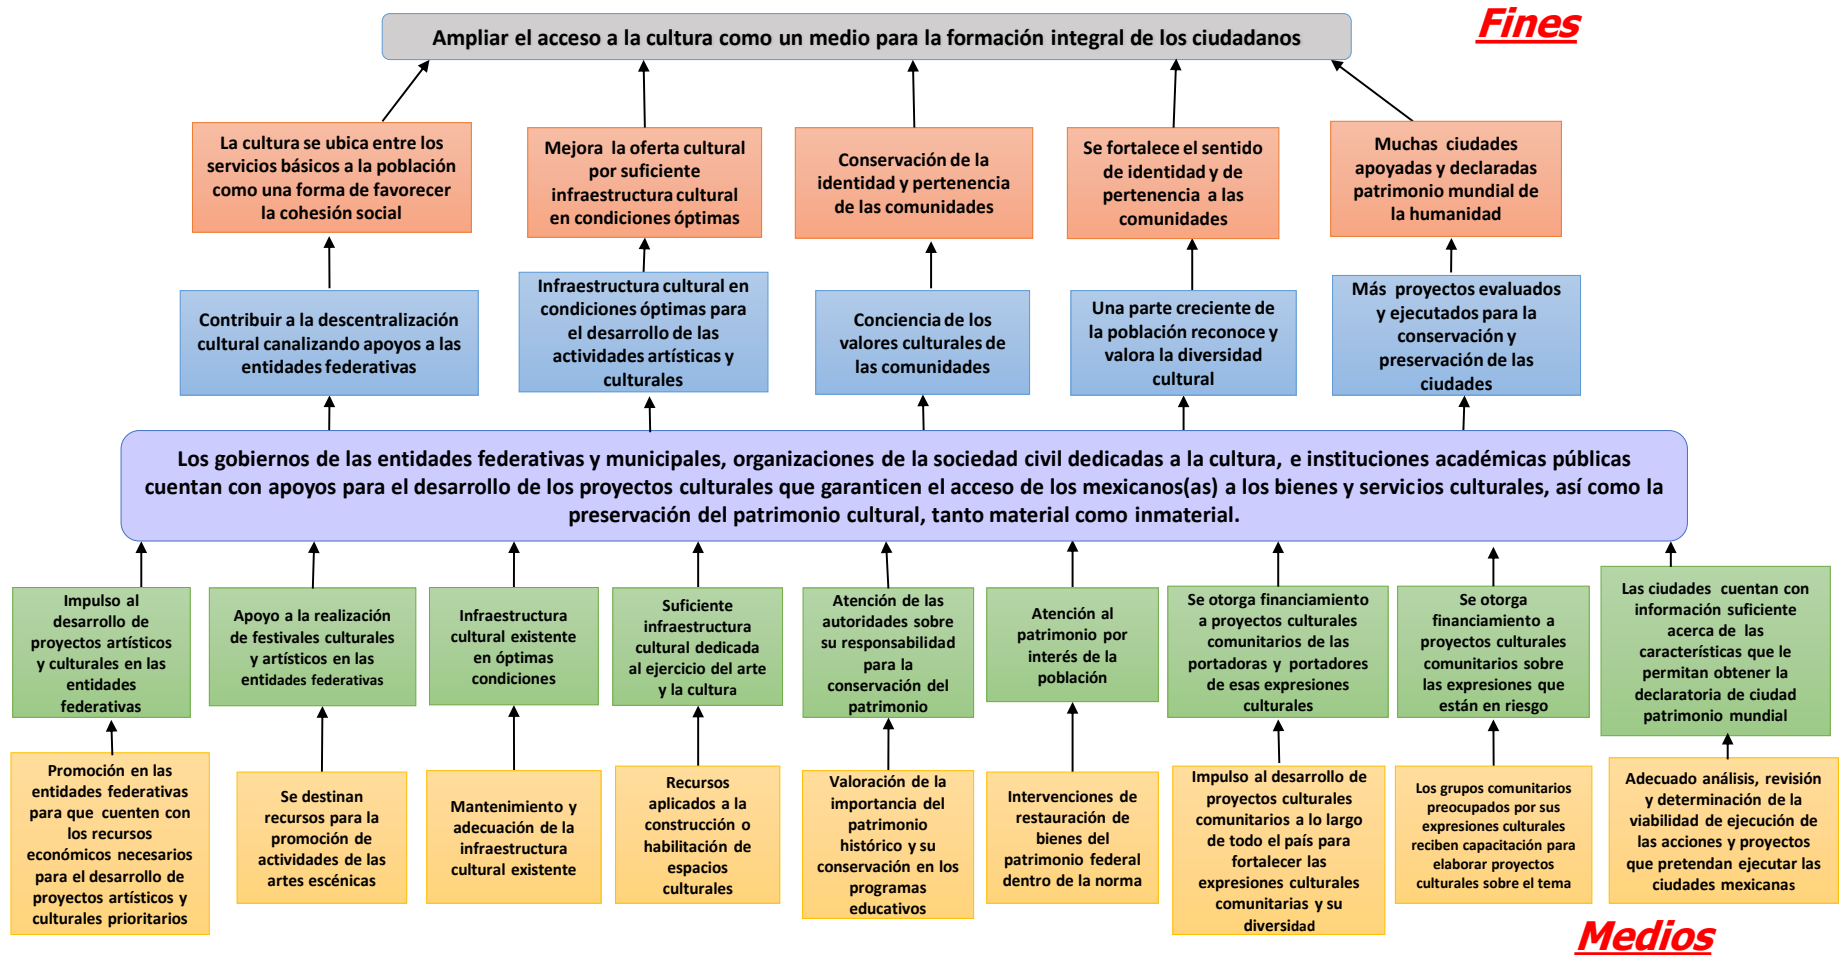 Fines
Ampliar el acceso a la cultura como un medio para la formación integral de los ciudadanos
La cultura se ubica entre los
servicios básicos a la población
como una forma de favorecer
la cohesión social
Mejora la oferta cultural
por suficiente
infraestructura cultural
en condiciones óptimas
Conservación de la
identidad y pertenencia
de las comunidades
Se fortalece el sentido
de identidad y de
pertenencia a las
comunidades
Muchas ciudades
apoyadas y declaradas
patrimonio mundial de
la humanidad
Contribuir a la descentralización
cultural canalizando apoyos a las
entidades federativas
Infraestructura cultural en
condiciones óptimas para
el desarrollo de las
actividades artísticas y
culturales
Conciencia de los
valores culturales de
las comunidades
Una parte creciente de
la población reconoce y
valora la diversidad
cultural
Más proyectos evaluados
y ejecutados para la
conservación y
preservación de las
ciudades
Los gobiernos de las entidades federativas y municipales, organizaciones de la sociedad civil dedicadas a la cultura, e instituciones académicas públicas
cuentan con apoyos para el desarrollo de los proyectos culturales que garanticen el acceso de los mexicanos(as) a los bienes y servicios culturales, así como la
preservación del patrimonio cultural, tanto material como inmaterial.
Impulso al
desarrollo de
proyectos artísticos
y culturales en las
entidades
federativas
Apoyo a la realización
de festivales culturales
y artísticos en las
entidades federativas
Infraestructura
cultural existente
en óptimas
condiciones
Suficiente
infraestructura
cultural dedicada
al ejercicio del arte
y la cultura
Atención de las
autoridades sobre
su responsabilidad
para la
conservación del
patrimonio
Atención al
patrimonio por
interés de la
población
Se otorga financiamiento
a proyectos culturales
comunitarios de las
portadoras y portadores
de esas expresiones
culturales
Se otorga
financiamiento a
proyectos culturales
comunitarios sobre
las expresiones que
están en riesgo
Las ciudades cuentan con
información suficiente
acerca de las
características que le
permitan obtener la
declaratoria de ciudad
patrimonio mundial
Promoción en las
entidades federativas
para que cuenten con
los recursos
económicos necesarios
para el desarrollo de
proyectos artísticos y
culturales prioritarios
Se destinan
recursos para la
promoción de
actividades de las
artes escénicas
Mantenimiento y
adecuación de la
infraestructura
cultural existente
Recursos
aplicados a la
construcción o
habilitación de
espacios
culturales
Valoración de la
importancia del
patrimonio
histórico y su
conservación en los
programas
educativos
Intervenciones de
restauración de
bienes del
patrimonio federal
dentro de la norma
Impulso al desarrollo de
proyectos culturales
comunitarios a lo largo
de todo el país para
fortalecer las
expresiones culturales
comunitarias y su
diversidad
Los grupos comunitarios
preocupados por sus
expresiones culturales
reciben capacitación para
elaborar proyectos
culturales sobre el tema
Adecuado análisis, revisión
y determinación de la
viabilidad de ejecución de
las acciones y proyectos
que pretendan ejecutar las
ciudades mexicanas
Medios